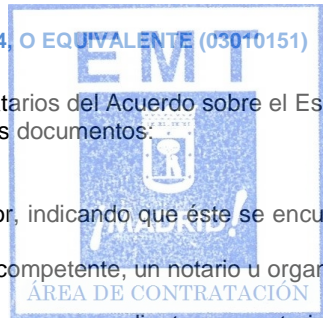 4, O EQUIVALENTE (03010151)
EMT
tarios del Acuerdo sobre el Es
s documentos:
or, indicando que éste se encu
¡MADRID!
competente, un notario u organ
ÁREA DE CONTRATACIÓN